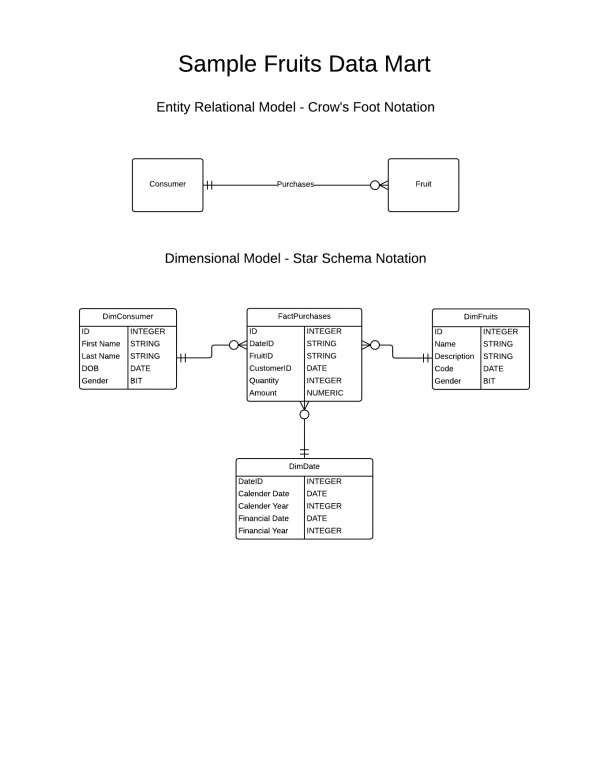 Sample Fruits Data Mart
Entity Relational Model - Crow's Foot Notation
Consumer
Purchases
Fruit
Dimensional Model - Star Schema Notation
DimConsumer
ID INTEGER
First Name STRING
Last Name STRING
DOB DATE
Gender BIT
FactPurchases
ID INTEGER
DateID STRING
FruitID STRING
CustomerID DATE
Quantity INTEGER
Amount NUMERIC
DimFruits
ID INTEGER
Name STRING
Description STRING
Code DATE
Gender BIT
DimDate
DateID INTEGER
Calender Date DATE
Calender Year INTEGER
Financial Date DATE
Financial Year INTEGER